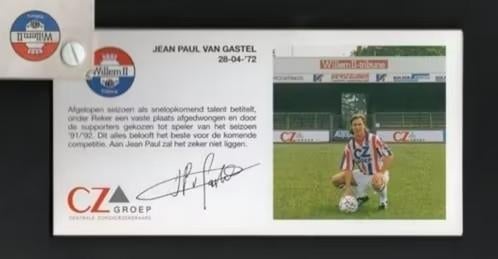 Willem II
JEAN PAUL VAN GASTEL
28-04-'72
Willem II
Afgelopen seizoen als snelopkomend talent betiteld,
onder Reker een vaste plaats afgedwongen en door
de supporters gekozen tot speler van het seizoen
'91/'92. Dit alles belooft het beste voor de komende
competitie. Aan Jean Paul zal het zeker niet liggen.
CZ
GROEP
CENTRALE ZORGVERZEKERAARS
Willem II-tribune
CZ